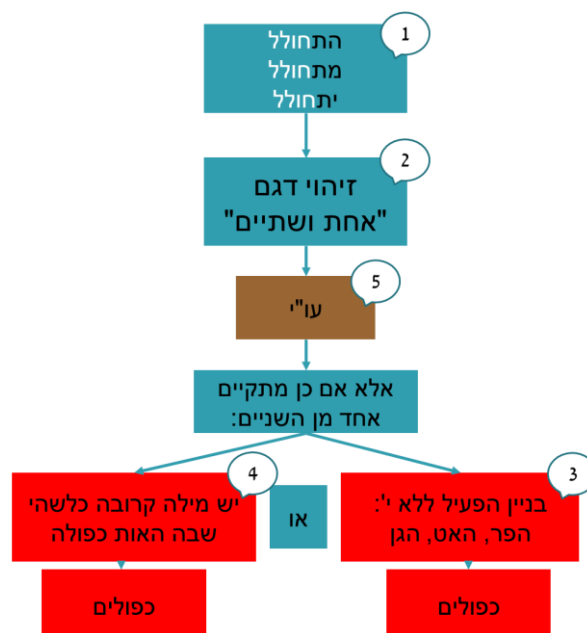 1
התחולל
מתחולל
יתחולל
2
זיהוי דגם
"אחת ושתיים"
5
עו"י
אלא אם כן מתקיים
אחד מן השניים:
3
בניין הפעיל ללא י':
הפר, האט, הגן
או
4
יש מילה קרובה כלשהי
שבה האות כפולה
כפולים
כפולים